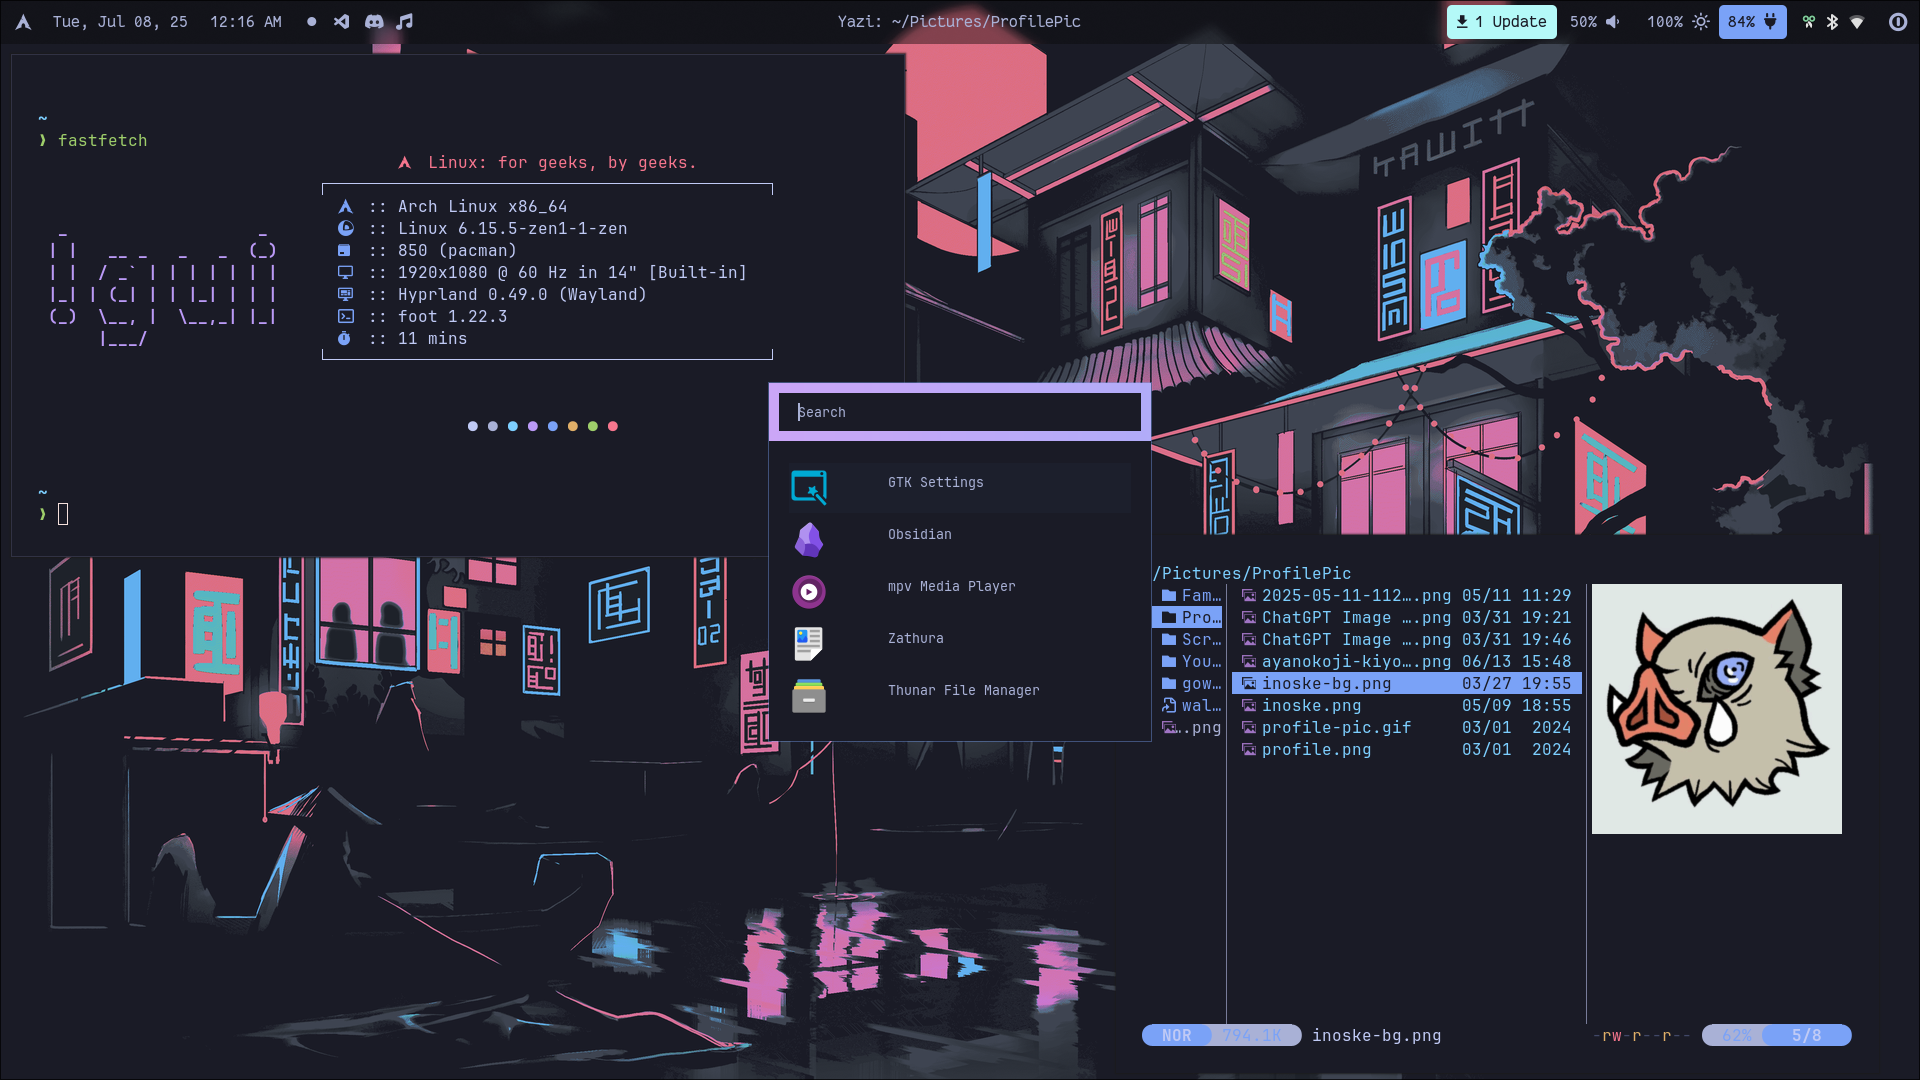 Tue, Jul 08, 25 12:16 AM
Yazi: ~/Pictures/ProfilePic
1 Update 50% 100% 84%
~
❯ fastfetch
Linux: for geeks, by geeks.
:: Arch Linux x86_64
:: Linux 6.15.5-zen1-1-zen
:: 850 (pacman)
:: 1920x1080 @ 60 Hz in 14" [Built-in]
:: Hyprland 0.49.0 (Wayland)
:: foot 1.22.3
:: 11 mins
~
❯
Search
GTK Settings
Obsidian
mpv Media Player
Zathura
Thunar File Manager
/Pictures/ProfilePic
Fam… 2025-05-11-112….png 05/11 11:29
Pro… ChatGPT Image ….png 03/31 19:21
Scr… ChatGPT Image ….png 03/31 19:46
You… ayanokoji-kiyo….png 06/13 15:48
gow… inoske-bg.png 03/27 19:55
wal… inoske.png 05/09 18:55
….png profile-pic.gif 03/01 2024
profile.png 03/01 2024
NOR 794.1K inoske-bg.png -rw-r--r-- 62% 5/8